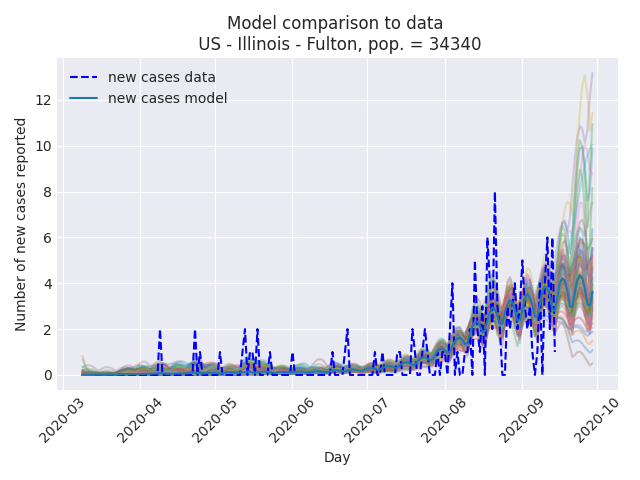 Model comparison to data
US - Illinois - Fulton, pop. = 34340
new cases data
new cases model
Number of new cases reported
12
10
8
6
4
2
0
2020-03
2020-04
2020-05
2020-06
2020-07
2020-08
2020-09
2020-10
Day